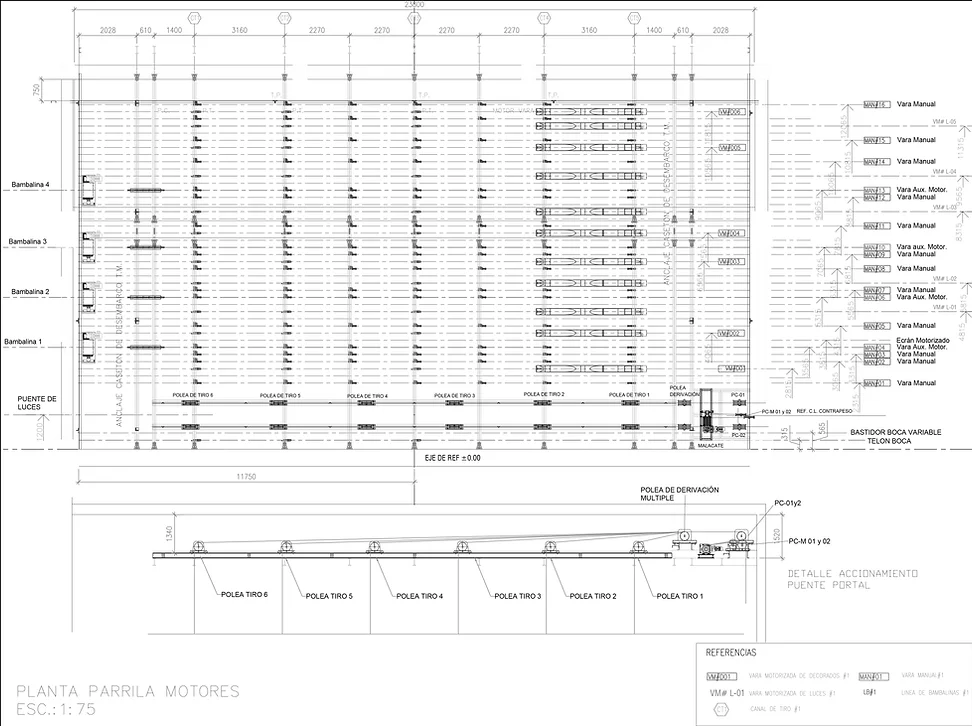 23500
2028 610 1400 3160 2270 2270 2270 2270 3160 1400 610 2028
750
T.P. T.P. T.P.
MAN#16 Vara Manual
VM#006
VM# L-05
MAN#15 Vara Manual
VM#005
11315
MAN#14 Vara Manual
VM# L-04
Bambalina 4
MAN#13 Vara Aux. Motor.
MAN#12 Vara Manual
VM# L-03
MAN#11 Vara Manual
VM#004
8315
Bambalina 3
MAN#10 Vara aux. Motor.
MAN#09 Vara Manual
VM#003
MAN#08 Vara Manual
VM# L-02
Bambalina 2
MAN#07 Vara Manual
MAN#06 Vara Aux. Motor.
VM# L-01
ANCLAJE CASETON DE DESEMBARCO T.M.
ANCLAJE CASETON DE DESEMBARCO T.M.
MAN#05 Vara Manual
VM#002
4815
Bambalina 1
Ecrán Motorizado
MAN#04 Vara Aux. Motor.
MAN#03 Vara Manual
MAN#02 Vara Manual
VM#001
2815
MAN#01 Vara Manual
PUENTE DE
LUCES
1200
POLEA DE TIRO 6 POLEA DE TIRO 5 POLEA DE TIRO 4 POLEA DE TIRO 3 POLEA DE TIRO 2 POLEA DE TIRO 1
POLEA
DERIVACIÓN
PC-01
PC-M 01 y 02 REF. C.L. CONTRAPESO
PC-02
MALACATE
315
565
BASTIDOR BOCA VARIABLE
TELON BOCA
EJE DE REF ±0.00
11750
POLEA DE DERIVACIÓN
MULTIPLE
PC-01y2
1340
1520
PC-M 01 y 02
DETALLE ACCIONAMIENTO
PUENTE PORTAL
POLEA TIRO 6 POLEA TIRO 5 POLEA TIRO 4 POLEA TIRO 3 POLEA TIRO 2 POLEA TIRO 1
REFERENCIAS
VM#001 VARA MOTORIZADA DE DECORADOS #1 MAN#01 VARA MANUAL#1
VM# L-01 VARA MOTORIZADA DE LUCES #1 LB#1 LINEA DE BAMBALINAS #1
CT1 CANAL DE TIRO #1
PLANTA PARRILA MOTORES
ESC.:1:75